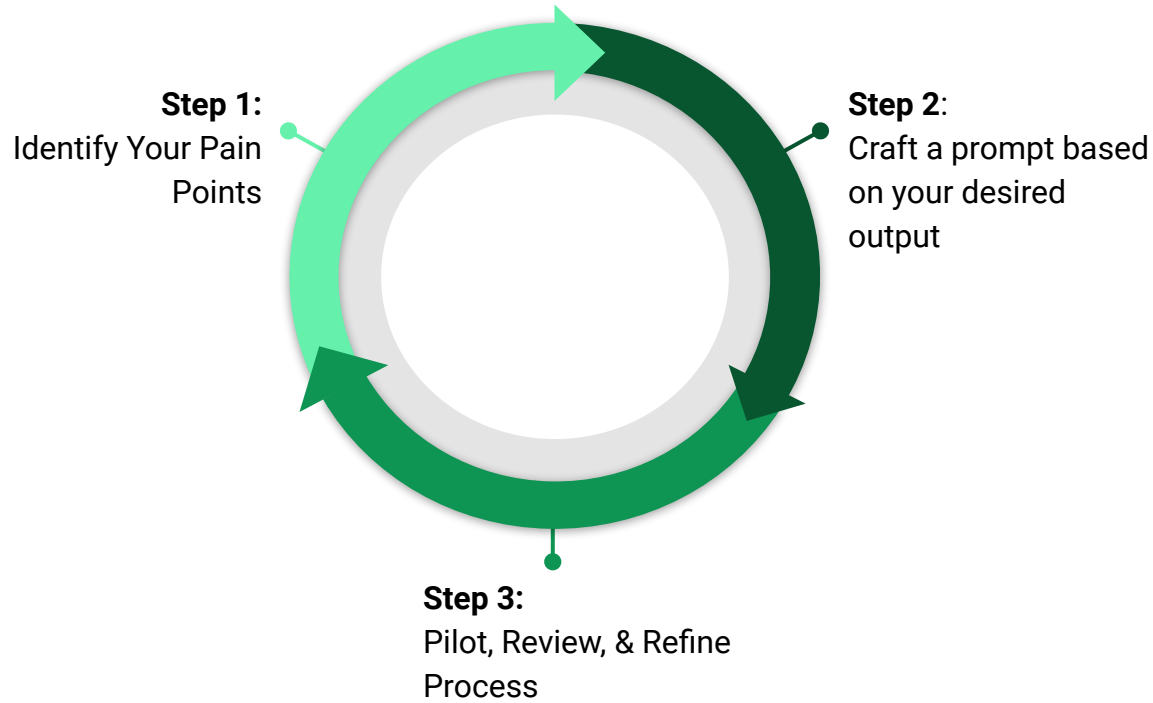 Step 1:
Identify Your Pain
Points
Step 2:
Craft a prompt based
on your desired
output
Step 3:
Pilot, Review, & Refine
Process